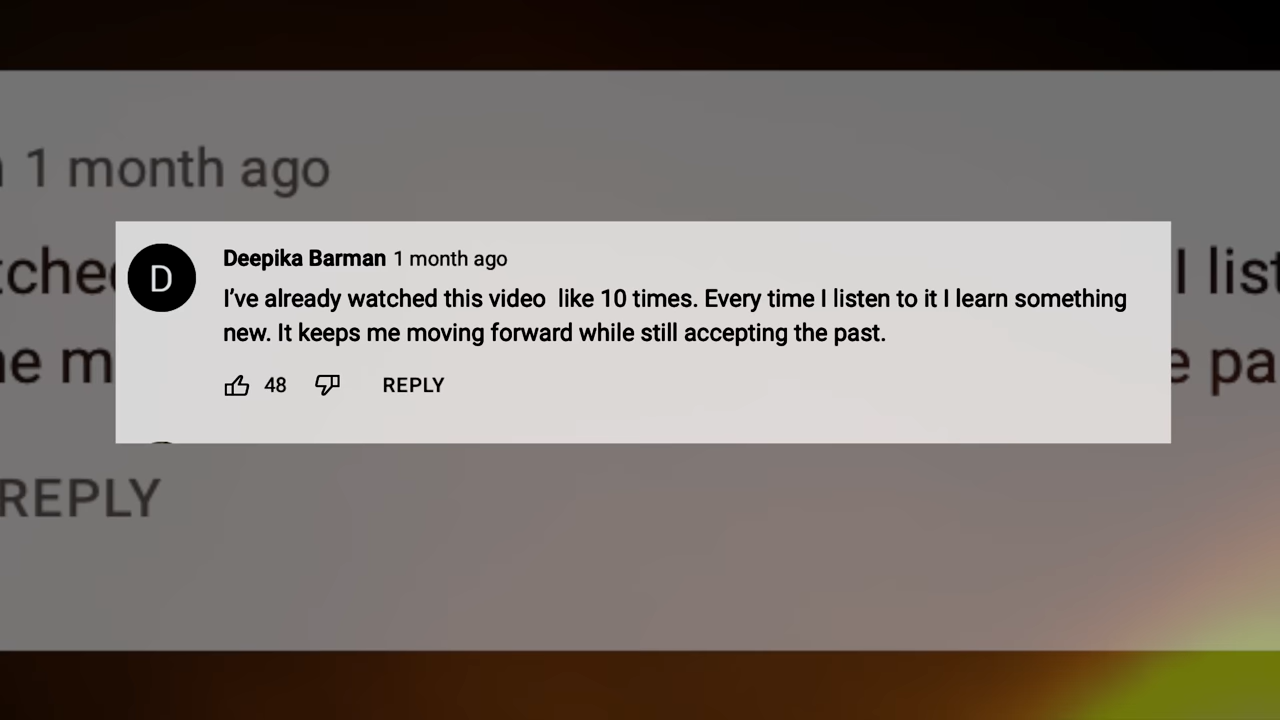 1 month ago
Deepika Barman 1 month ago
I've already watched this video  like 10 times. Every time I listen to it I learn something
new. It keeps me moving forward while still accepting the past.
48 REPLY
REPLY